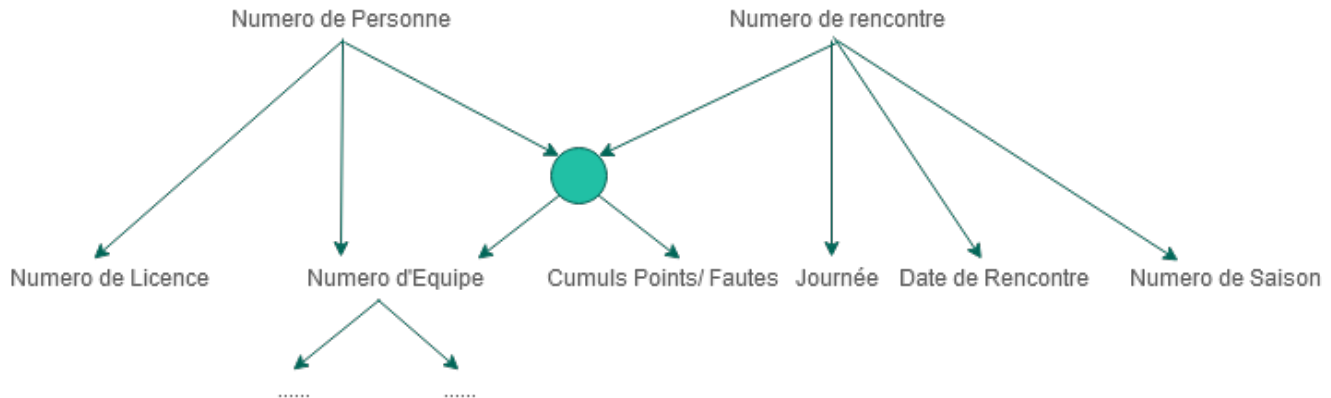 Numero de Personne
Numero de rencontre
Numero de Licence
Numero d'Equipe
Cumuls Points/ Fautes
Journée
Date de Rencontre
Numero de Saison
......
......